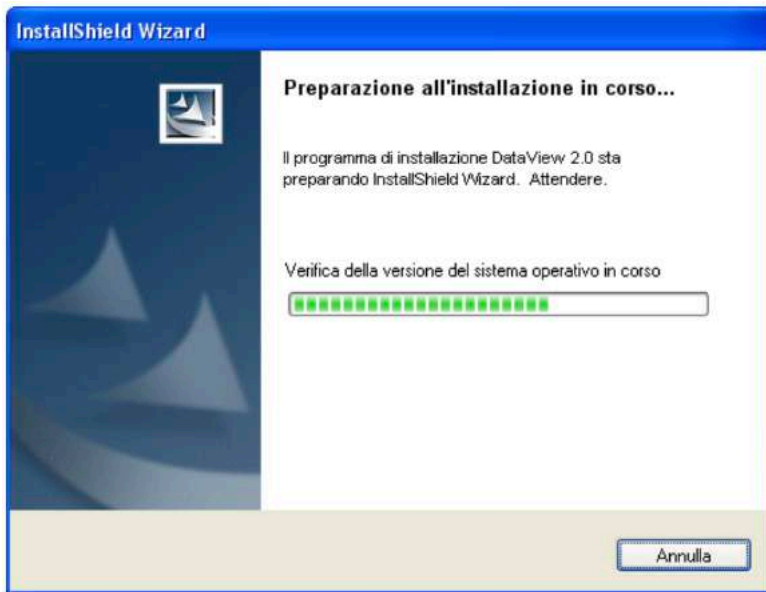 InstallShield Wizard
Preparazione all'installazione in corso...
Il programma di installazione DataView 2.0 sta
preparando InstallShield Wizard. Attendere.
Verifica della versione del sistema operativo in corso
Annulla